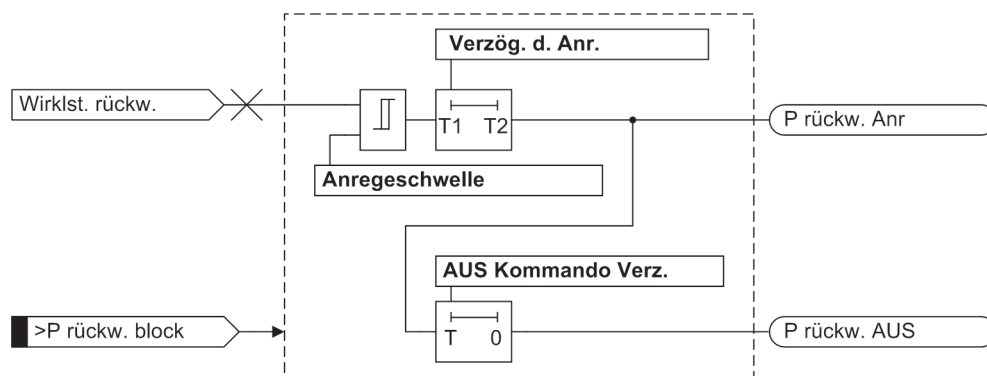 Verzög. d. Anr.
Wirklst. rückw.
T1 T2
P rückw. Anr
Anregeschwelle
AUS Kommando Verz.
>P rückw. block
T 0
P rückw. AUS